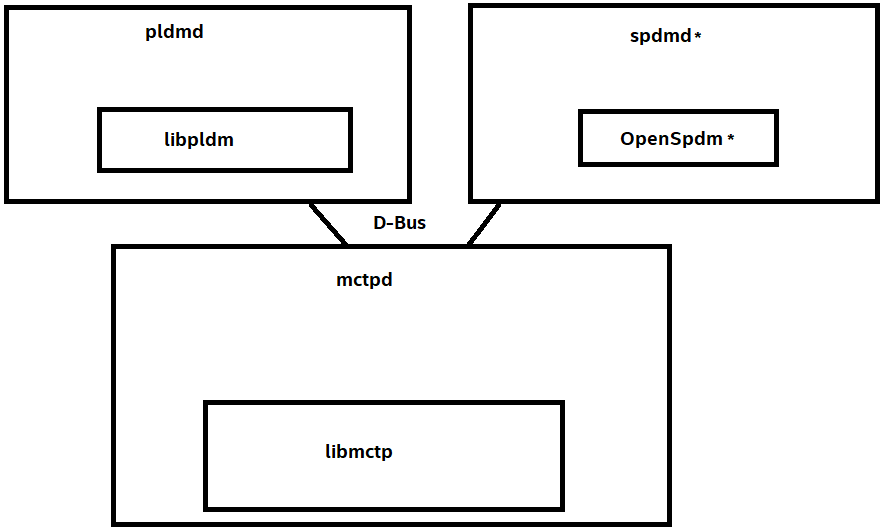 pldmd
spdmd *
libpldm
OpenSpdm *
D-Bus
mctpd
libmctp